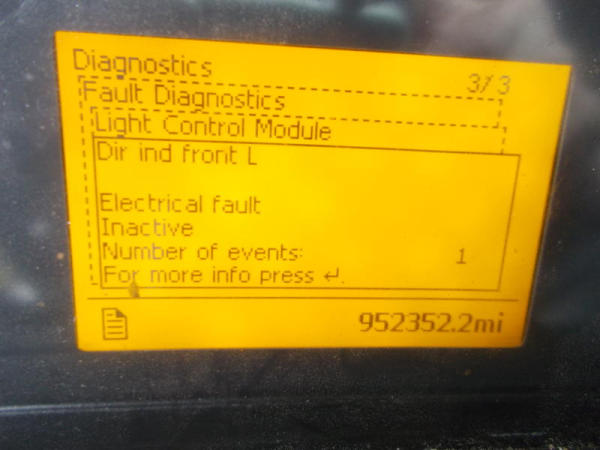 Diagnostics
3/3
Fault Diagnostics
Light Control Module
Dir ind front L
Electrical fault
Inactive
Number of events: 1
For more info press ↵.
952352.2mi